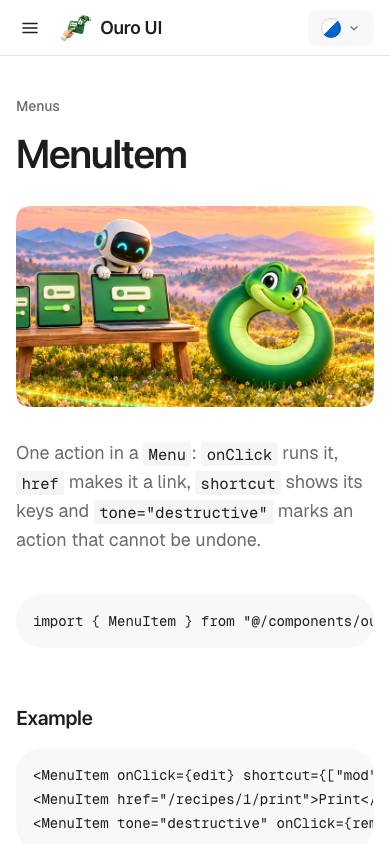 Ouro UI
Menus
MenuItem
One action in a Menu: onClick runs it,
href makes it a link, shortcut shows its
keys and tone="destructive" marks an
action that cannot be undone.
import { MenuItem } from "@/components/ou
Example
<MenuItem onClick={edit} shortcut={["mod"
<MenuItem href="/recipes/1/print">Print</
<MenuItem tone="destructive" onClick={rem